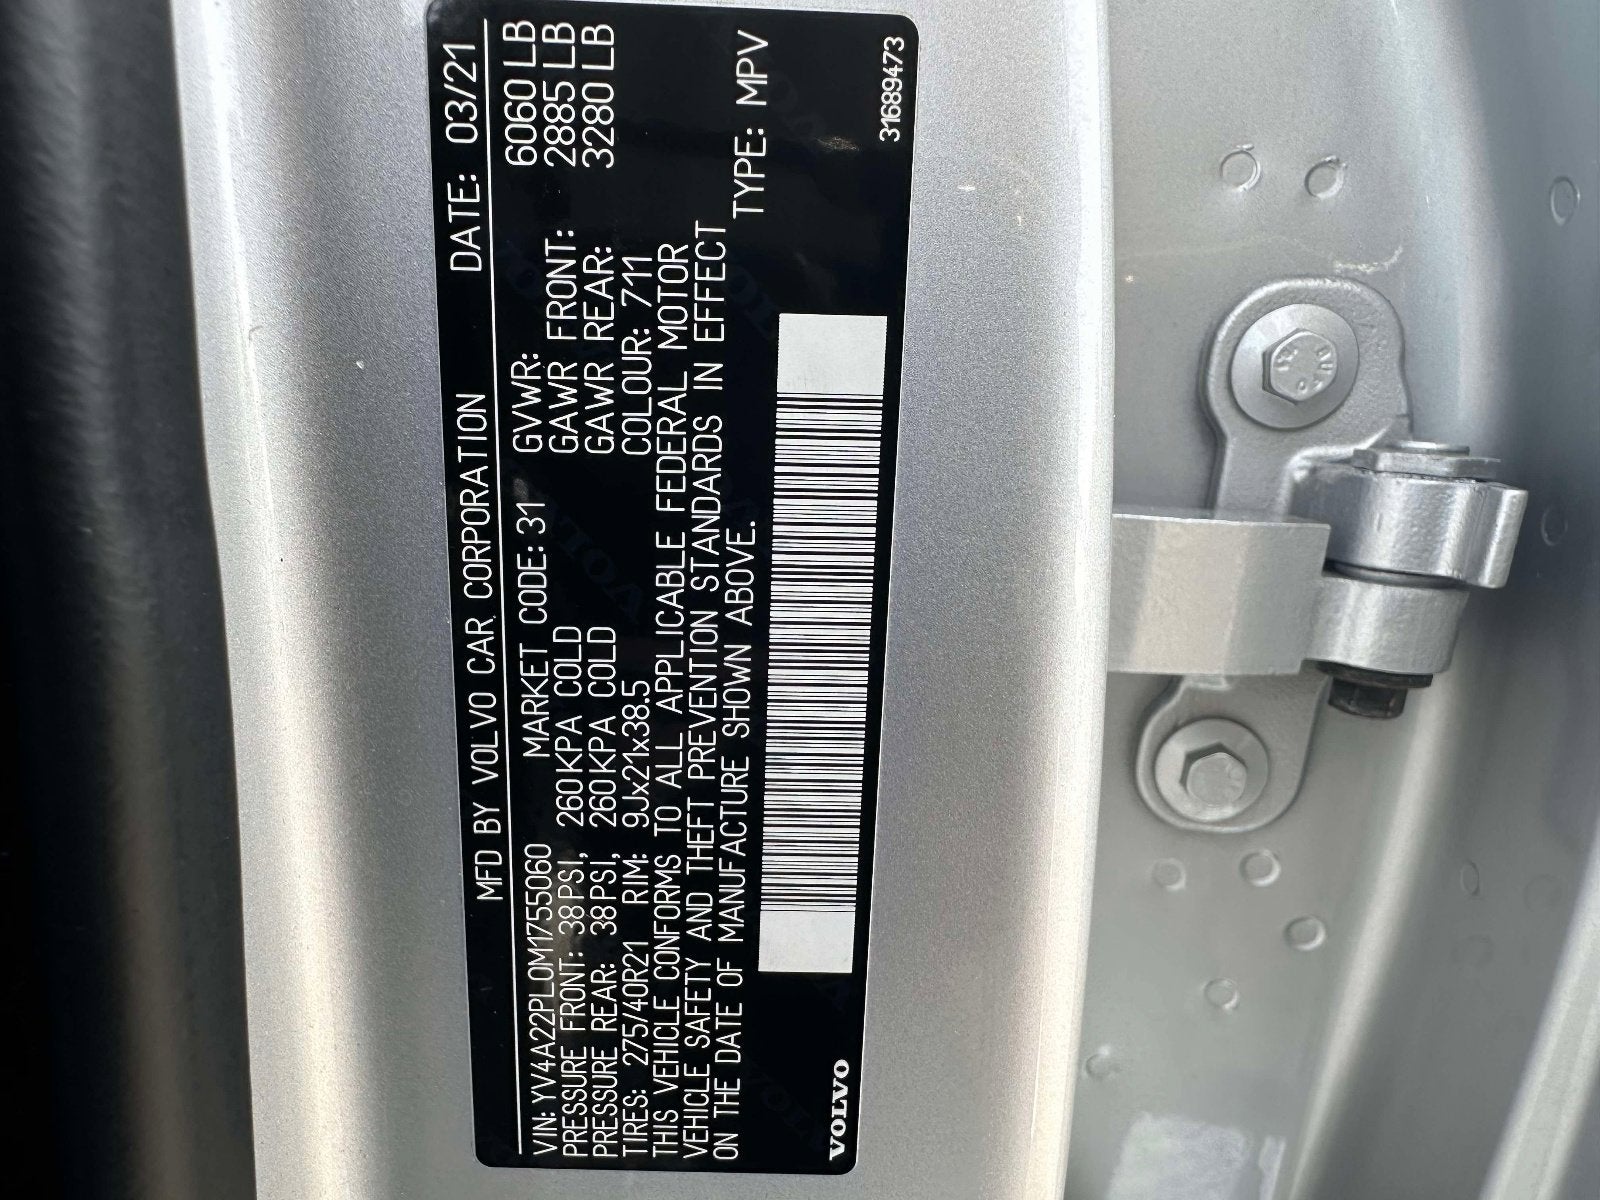 MFD BY VOLVO CAR CORPORATION DATE: 03/21
VIN: YV4A22PL0M1755060 MARKET CODE: 31 GVWR: 6060 LB
PRESSURE FRONT: 38PSI, 260KPA COLD GAWR FRONT: 2885 LB
PRESSURE REAR: 38PSI, 260KPA COLD GAWR REAR: 3280 LB
TIRES: 275/40R21 RIM: 9Jx21x38.5 COLOUR: 711
THIS VEHICLE CONFORMS TO ALL APPLICABLE FEDERAL MOTOR
VEHICLE SAFETY AND THEFT PREVENTION STANDARDS IN EFFECT
ON THE DATE OF MANUFACTURE SHOWN ABOVE. TYPE: MPV
VOLVO 31689473